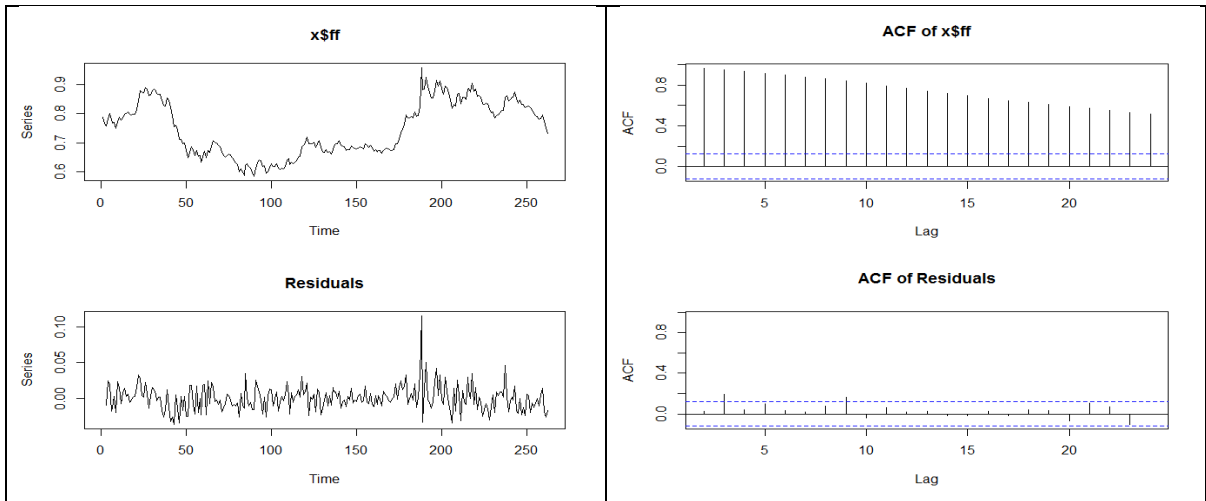 x$ff
Series
0.6 0.7 0.8 0.9
0 50 100 150 200 250
Time
ACF of x$ff
ACF
0.0 0.4 0.8
5 10 15 20
Lag
Residuals
Series
0.00 0.05 0.10
0 50 100 150 200 250
Time
ACF of Residuals
ACF
0.0 0.4 0.8
5 10 15 20
Lag